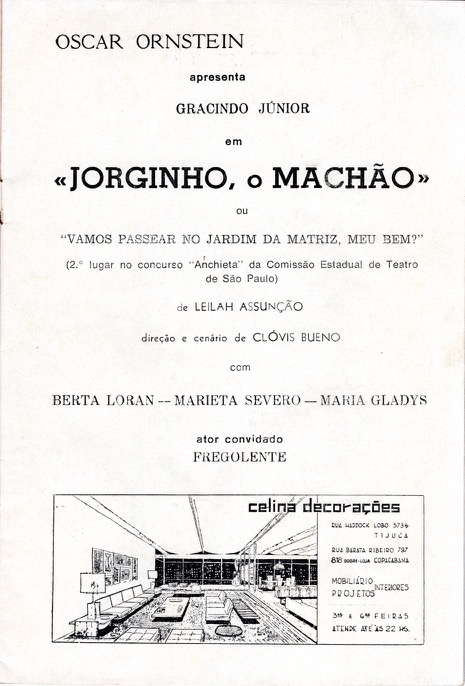 OSCAR ORNSTEIN
apresenta
GRACINDO JÚNIOR
em
«JORGINHO, o MACHÃO»
ou
"VAMOS PASSEAR NO JARDIM DA MATRIZ, MEU BEM?"
(2.º lugar no concurso "Anchieta" da Comissão Estadual de Teatro
de São Paulo)
de LEILAH ASSUNÇÃO
direção e cenário de CLÓVIS BUENO
com
BERTA LORAN -- MARIETA SEVERO — MARIA GLADYS
ator convidado
FREGOLENTE
celina decorações
RUA HADDOCK LOBO 373-B
TIJUCA
RUA BARATA RIBEIRO 797
818 SOBRE-LOJA COPACABANA
MOBILIÁRIO
INTERIORES
PROJETOS
3as e 6as FEIRAS
ATENDE ATÉ ÀS 22 HS.